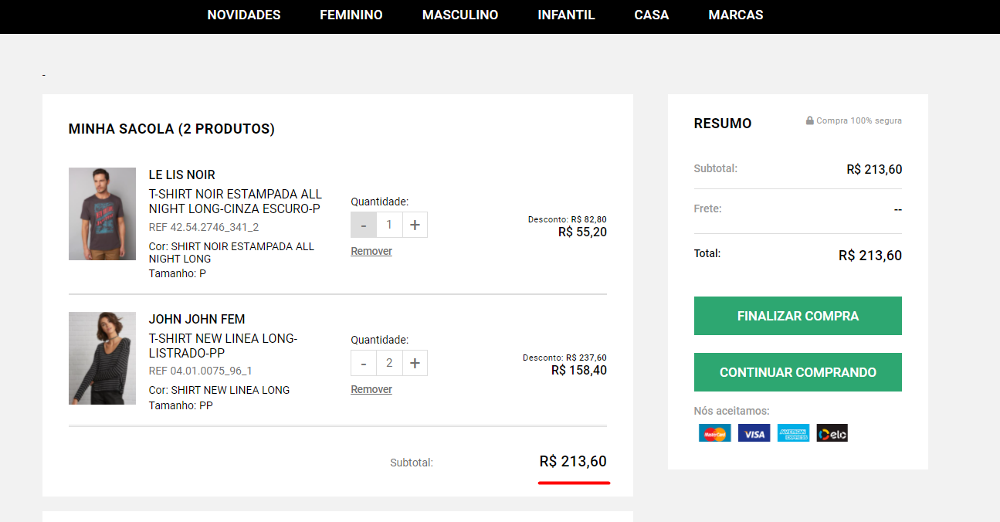 NOVIDADES FEMININO MASCULINO INFANTIL CASA MARCAS
-
MINHA SACOLA (2 PRODUTOS)
LE LIS NOIR
T-SHIRT NOIR ESTAMPADA ALL
NIGHT LONG-CINZA ESCURO-P
REF 42.54.2746_341_2
Cor: SHIRT NOIR ESTAMPADA ALL
NIGHT LONG
Tamanho: P
Quantidade:
- 1 +
Remover
Desconto: R$ 82,80
R$ 55,20
JOHN JOHN FEM
T-SHIRT NEW LINEA LONG-
LISTRADO-PP
REF 04.01.0075_96_1
Cor: SHIRT NEW LINEA LONG
Tamanho: PP
Quantidade:
- 2 +
Remover
Desconto: R$ 237,60
R$ 158,40
Subtotal: R$ 213,60
RESUMO
Compra 100% segura
Subtotal: R$ 213,60
Frete: --
Total: R$ 213,60
FINALIZAR COMPRA
CONTINUAR COMPRANDO
Nós aceitamos:
MasterCard VISA AMERICAN EXPRESS elo